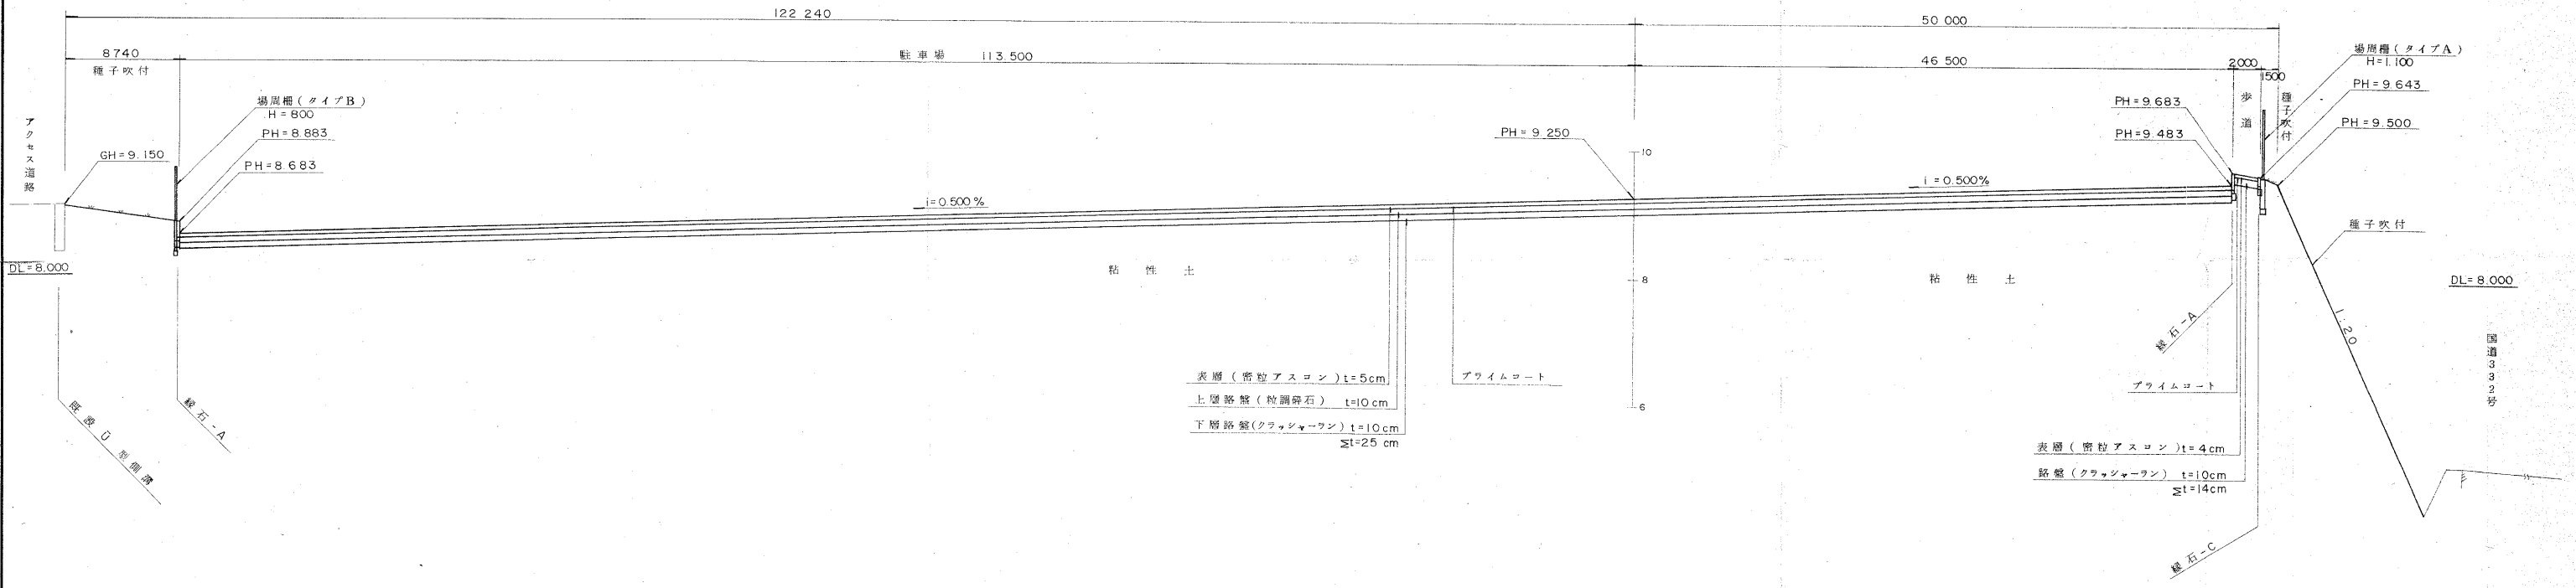 122 240
50 000
8740
駐車場 113.500
46 500
2000
1500
種子吹付
場周柵(タイプA)
H=1.100
場周柵(タイプB)
H=800
PH=9.683
歩道
種子吹付
PH=9.643
アクセス道路
PH=8.883
PH=9.250
PH=9.483
PH=9.500
GH=9.150
PH=8.683
10
i=0.500%
i=0.500%
種子吹付
DL=8.000
粘性土
8
粘性土
DL=8.000
1:20
縁石-A
国道332号
表層(密粒アスコン)t=5cm
プライムコート
上層路盤(粒調砕石) t=10cm
6
プライムコート
下層路盤(クラッシャーラン)t=10cm
Σt=25cm
既設U型側溝
縁石-A
表層(密粒アスコン)t=4cm
路盤(クラッシャーラン) t=10cm
Σt=14cm
縁石-C